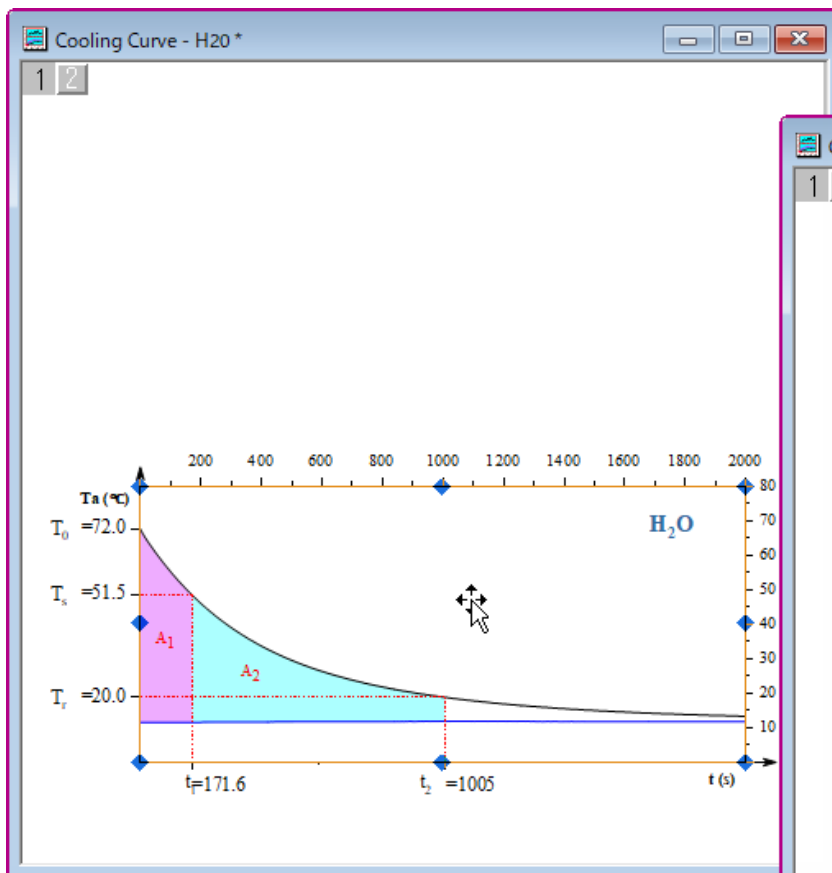 Cooling Curve - H20 *
1 2
1
200 400 600 800 1000 1200 1400 1600 1800 2000
Ta (℃)
80
H₂O
T₀ =72.0
70
60
Tₛ =51.5
50
A₁
40
30
A₂
Tᵣ =20.0
20
10
0
t₁=171.6
t₂ =1005
t (s)